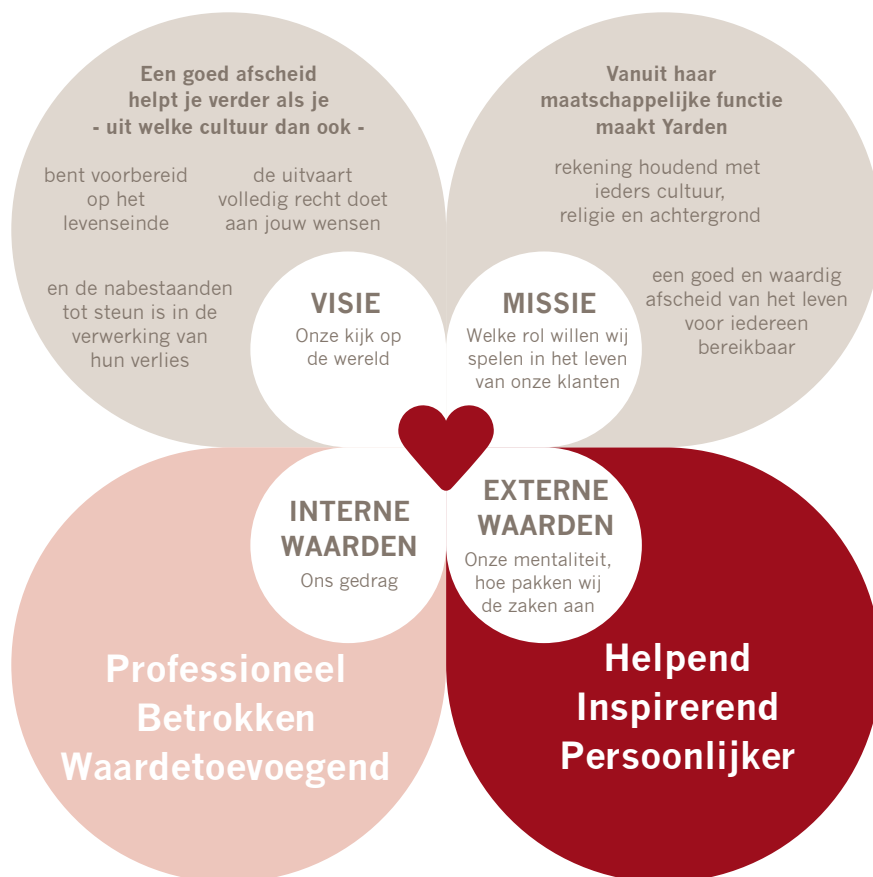 Een goed afscheid
helpt je verder als je
- uit welke cultuur dan ook -
bent voorbereid
op het
levenseinde
de uitvaart
volledig recht doet
aan jouw wensen
en de nabestaanden
tot steun is in de
verwerking van
hun verlies
VISIE
Onze kijk op
de wereld
Vanuit haar
maatschappelijke functie
maakt Yarden
rekening houdend met
ieders cultuur,
religie en achtergrond
een goed en waardig
afscheid van het leven
voor iedereen
bereikbaar
MISSIE
Welke rol willen wij
spelen in het leven
van onze klanten
INTERNE
WAARDEN
Ons gedrag
Professioneel
Betrokken
Waardetoevoegend
EXTERNE
WAARDEN
Onze mentaliteit,
hoe pakken wij
de zaken aan
Helpend
Inspirerend
Persoonlijker